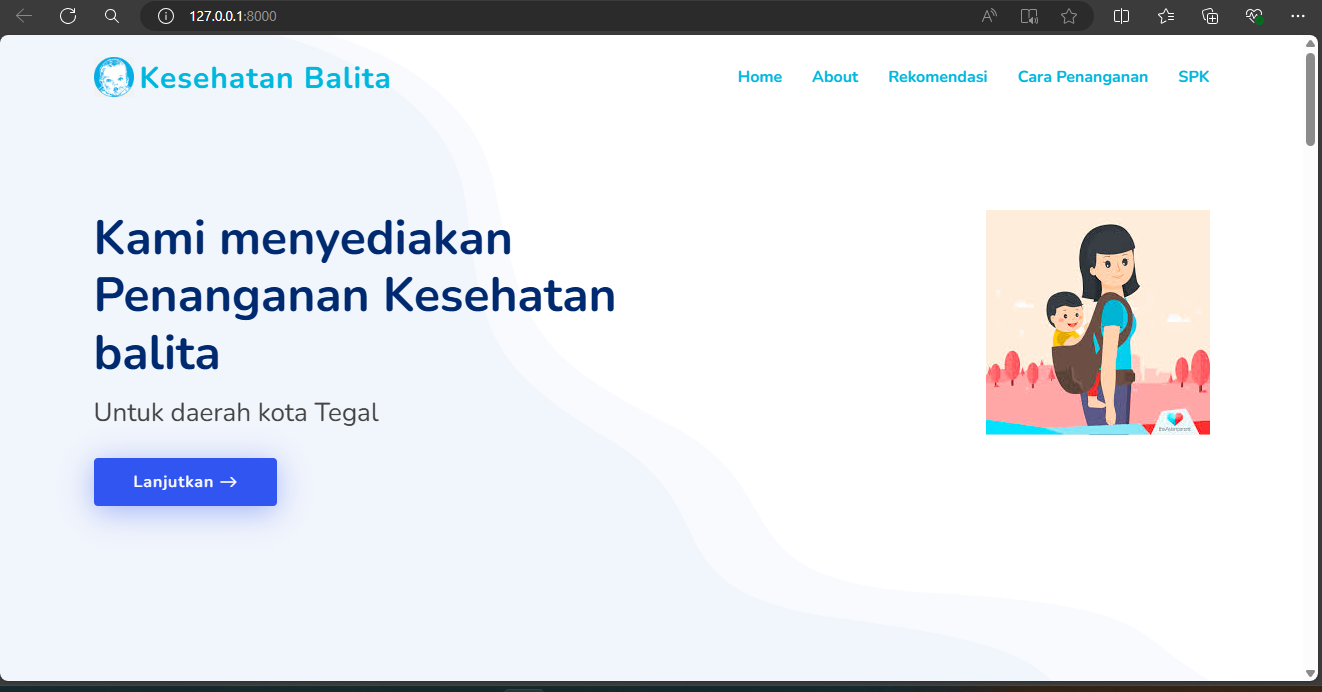 127.0.0.1:8000
Kesehatan Balita
Home About Rekomendasi Cara Penanganan SPK
Kami menyediakan
Penanganan Kesehatan
balita
Untuk daerah kota Tegal
Lanjutkan →